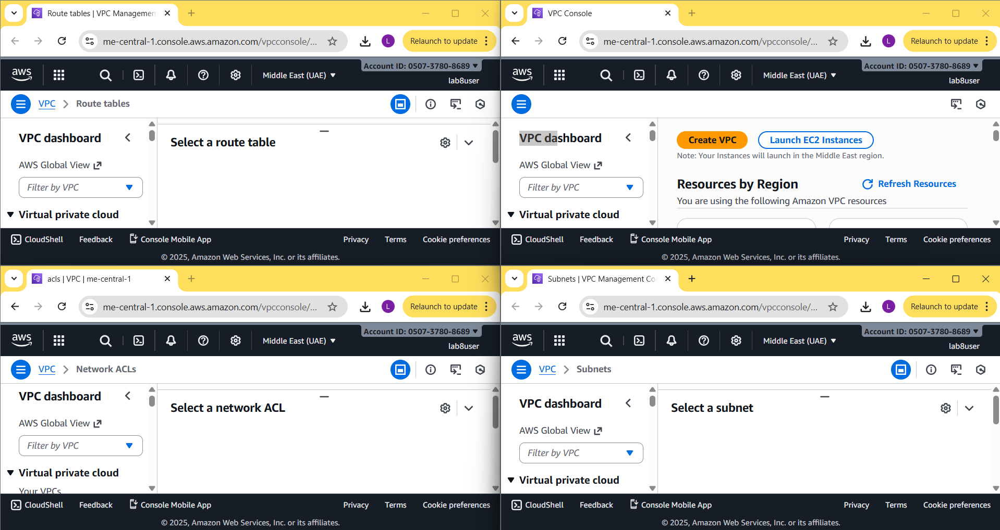 Route tables | VPC Managemen
me-central-1.console.aws.amazon.com/vpcconsole/...
L
Relaunch to update
aws
Middle East (UAE)
Account ID: 0507-3780-8689
lab8user
VPC
Route tables
VPC dashboard
AWS Global View
Filter by VPC
Virtual private cloud
Select a route table
CloudShell
Feedback
Console Mobile App
Privacy
Terms
Cookie preferences
© 2025, Amazon Web Services, Inc. or its affiliates.
VPC Console
me-central-1.console.aws.amazon.com/vpcconsole/...
L
Relaunch to update
aws
Middle East (UAE)
Account ID: 0507-3780-8689
lab8user
VPC dashboard
AWS Global View
Filter by VPC
Virtual private cloud
Create VPC
Launch EC2 Instances
Note: Your Instances will launch in the Middle East region.
Resources by Region
Refresh Resources
You are using the following Amazon VPC resources
CloudShell
Feedback
Console Mobile App
Privacy
Terms
Cookie preferences
© 2025, Amazon Web Services, Inc. or its affiliates.
acls | VPC | me-central-1
me-central-1.console.aws.amazon.com/vpcconsole/...
L
Relaunch to update
aws
Middle East (UAE)
Account ID: 0507-3780-8689
lab8user
VPC
Network ACLs
VPC dashboard
AWS Global View
Filter by VPC
Virtual private cloud
Your VPCs
Select a network ACL
CloudShell
Feedback
Console Mobile App
Privacy
Terms
Cookie preferences
© 2025, Amazon Web Services, Inc. or its affiliates.
Subnets | VPC Management Co
me-central-1.console.aws.amazon.com/vpcconsole/...
L
Relaunch to update
aws
Middle East (UAE)
Account ID: 0507-3780-8689
lab8user
VPC
Subnets
VPC dashboard
AWS Global View
Filter by VPC
Virtual private cloud
Select a subnet
CloudShell
Feedback
Console Mobile App
Privacy
Terms
Cookie preferences
© 2025, Amazon Web Services, Inc. or its affiliates.